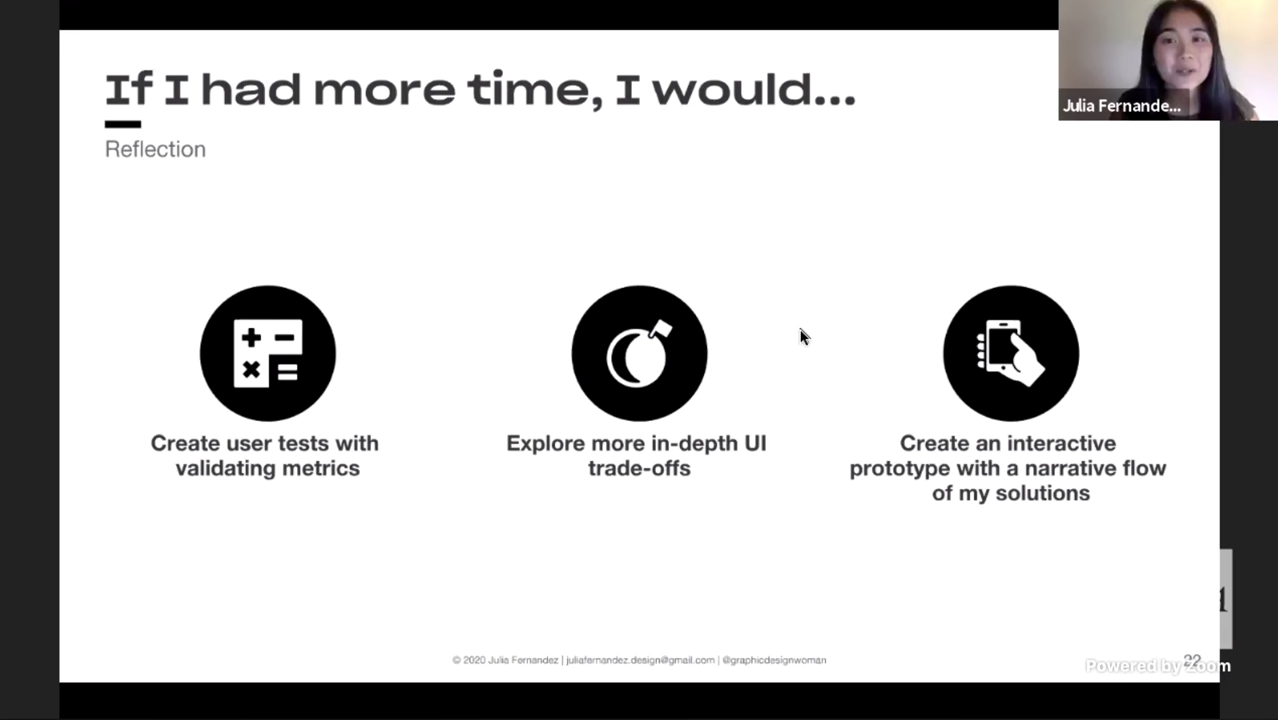 If I had more time, I would...
Julia Fernande...
Reflection
Create user tests with
validating metrics
Explore more in-depth UI
trade-offs
Create an interactive
prototype with a narrative flow
of my solutions
© 2020 Julia Fernandez | juliafernandez.design@gmail.com | @graphicdesignwoman
22
Powered by Zoom